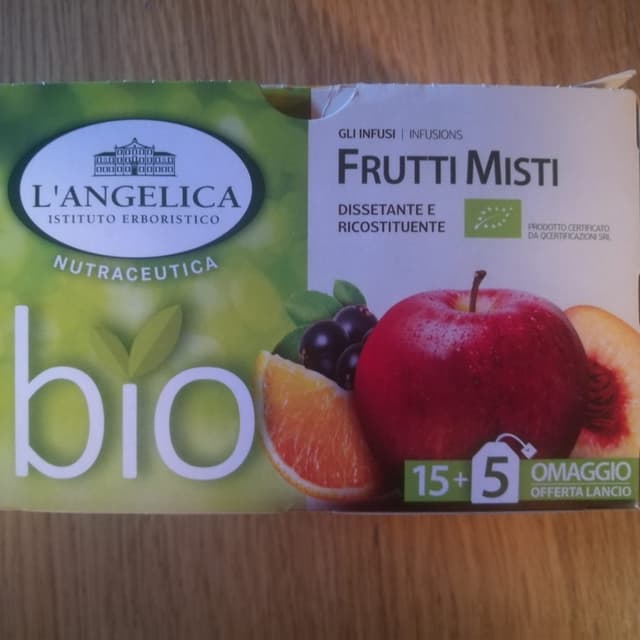 L'ANGELICA
ISTITUTO ERBORISTICO
NUTRACEUTICA
bio
GLI INFUSI | INFUSIONS
FRUTTI MISTI
DISSETANTE E
RICOSTITUENTE
PRODOTTO CERTIFICATO
DA QCERTIFICAZIONI SRL
15+5 OMAGGIO
OFFERTA LANCIO